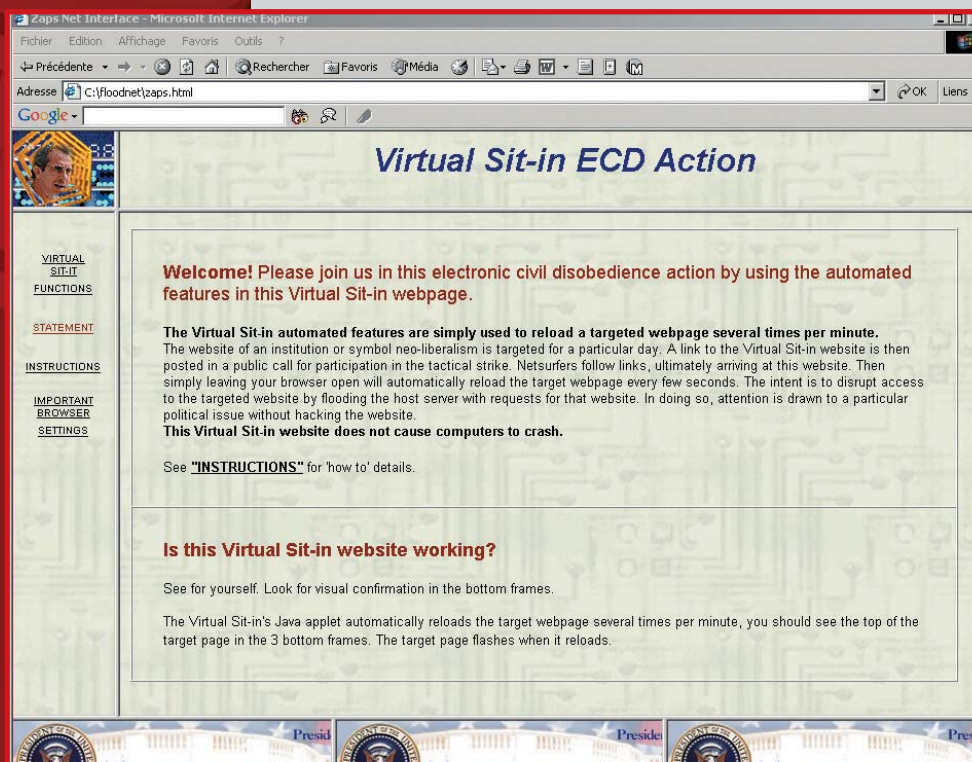 Zaps Net Interface - Microsoft Internet Explorer
Fichier Edition Affichage Favoris Outils ?
Précédente Rechercher Favoris Média
Adresse C:\floodnet\zaps.html OK Liens
Google
Virtual Sit-in ECD Action
VIRTUAL
SIT-IT
FUNCTIONS
STATEMENT
INSTRUCTIONS
IMPORTANT
BROWSER
SETTINGS
Welcome! Please join us in this electronic civil disobedience action by using the automated
features in this Virtual Sit-in webpage.
The Virtual Sit-in automated features are simply used to reload a targeted webpage several times per minute.
The website of an institution or symbol neo-liberalism is targeted for a particular day. A link to the Virtual Sit-in website is then
posted in a public call for participation in the tactical strike. Netsurfers follow links, ultimately arriving at this website. Then
simply leaving your browser open will automatically reload the target webpage every few seconds. The intent is to disrupt access
to the targeted website by flooding the host server with requests for that website. In doing so, attention is drawn to a particular
political issue without hacking the website.
This Virtual Sit-in website does not cause computers to crash.
See "INSTRUCTIONS" for 'how to' details.
Is this Virtual Sit-in website working?
See for yourself. Look for visual confirmation in the bottom frames.
The Virtual Sit-in's Java applet automatically reloads the target webpage several times per minute, you should see the top of the
target page in the 3 bottom frames. The target page flashes when it reloads.